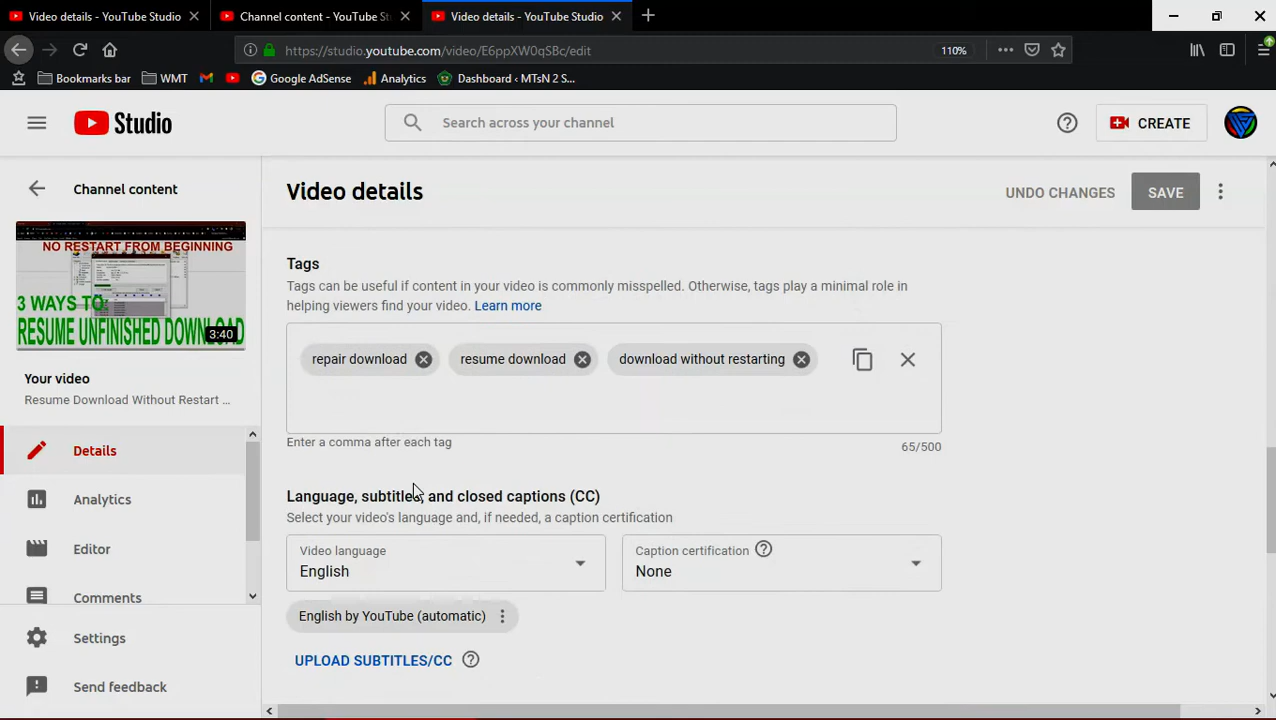 Video details - YouTube Studio
Channel content - YouTube St
Video details - YouTube Studio
https://studio.youtube.com/video/E6ppXW0qSBc/edit
110%
Bookmarks bar
WMT
Google AdSense
Analytics
Dashboard ‹ MTsN 2 S...
Studio
Search across your channel
CREATE
Channel content
Video details
UNDO CHANGES
SAVE
NO RESTART FROM BEGINNING
3 WAYS TO:
RESUME UNFINISHED DOWNLOAD
3:40
Your video
Resume Download Without Restart ...
Details
Analytics
Editor
Comments
Settings
Send feedback
Tags
Tags can be useful if content in your video is commonly misspelled. Otherwise, tags play a minimal role in
helping viewers find your video. Learn more
repair download
resume download
download without restarting
Enter a comma after each tag
65/500
Language, subtitles, and closed captions (CC)
Select your video's language and, if needed, a caption certification
Video language
English
Caption certification
None
English by YouTube (automatic)
UPLOAD SUBTITLES/CC